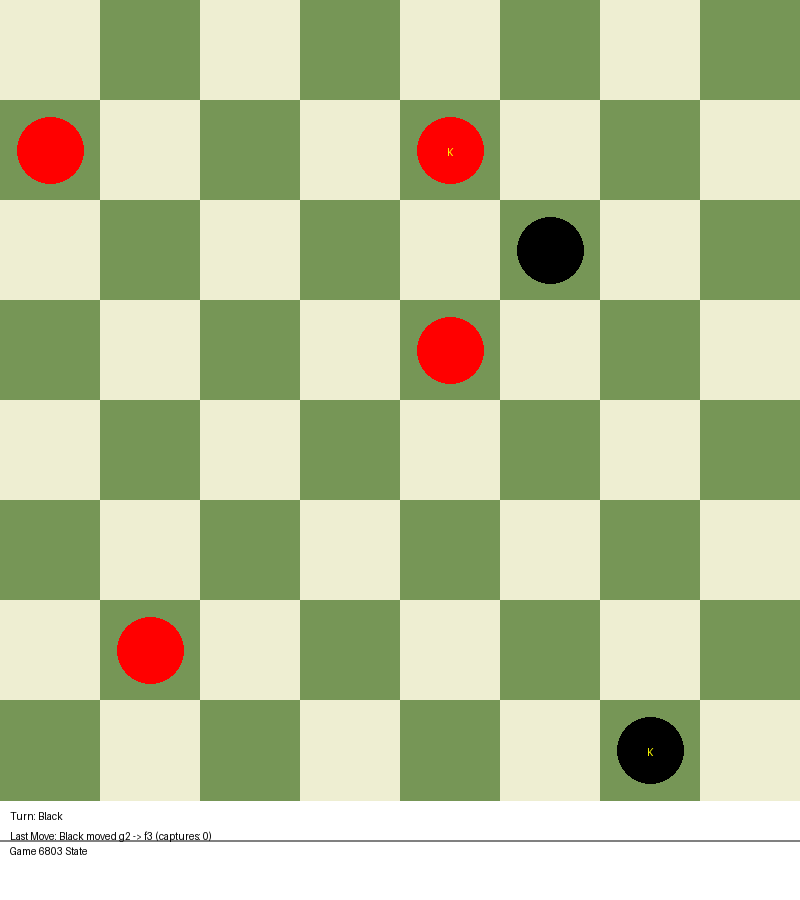 K
K
Turn: Black
Last Move: Black moved g2 -> f3 (captures: 0)
Game 6803 State